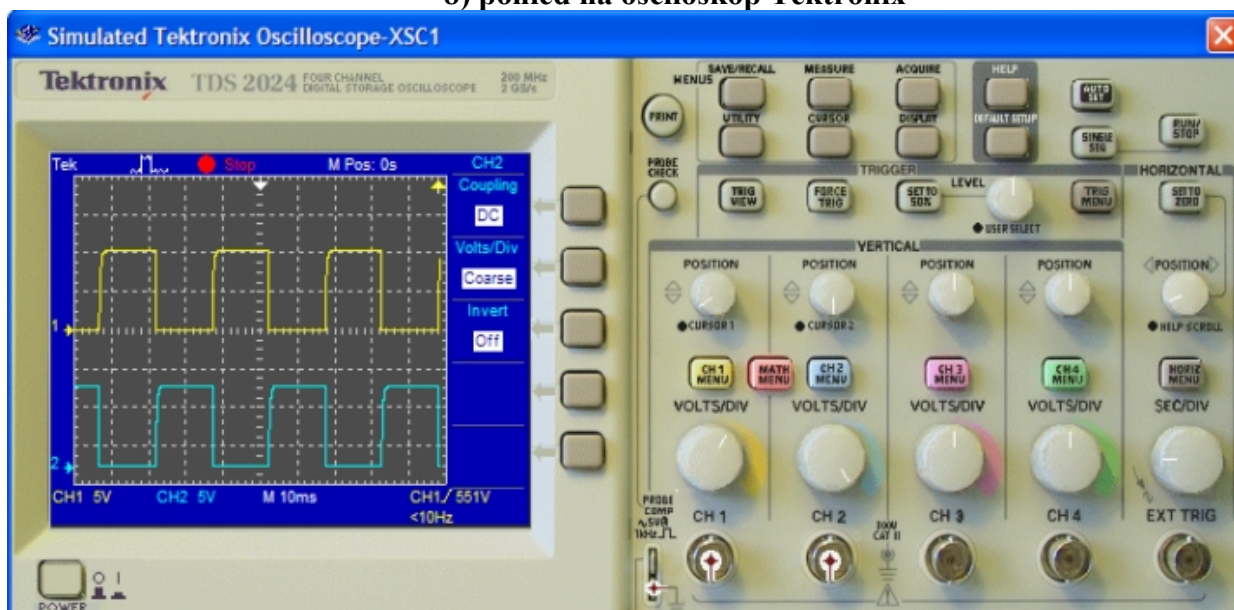 b) pohled na osciloskop Tektronix
Simulated Tektronix Oscilloscope-XSC1
Tektronix TDS 2024 FOUR CHANNEL DIGITAL STORAGE OSCILLOSCOPE 200 MHz 2 GS/s
Tek Stop M Pos: 0s CH2
Coupling
DC
Volts/Div
Coarse
Invert
Off
1
2
CH1 5V CH2 5V M 10ms CH1 / 551V
<10Hz
POWER
MENUS
SAVE/RECALL MEASURE ACQUIRE HELP
AUTO SET
PRINT
UTILITY CURSOR DISPLAY DEFAULT SETUP
SINGLE SEQ
RUN/STOP
PROBE CHECK
TRIGGER HORIZONTAL
TRIG VIEW FORCE TRIG SET TO 50% LEVEL TRIG MENU SET TO ZERO
USER SELECT
VERTICAL
POSITION POSITION POSITION POSITION POSITION
CURSOR 1 CURSOR 2 HELP SCROLL
CH 1 MENU MATH MENU CH 2 MENU CH 3 MENU CH 4 MENU HORIZ MENU
VOLTS/DIV VOLTS/DIV VOLTS/DIV VOLTS/DIV SEC/DIV
PROBE COMP
~5V@
1kHz
CH 1 CH 2 300V CAT II CH 3 CH 4 EXT TRIG